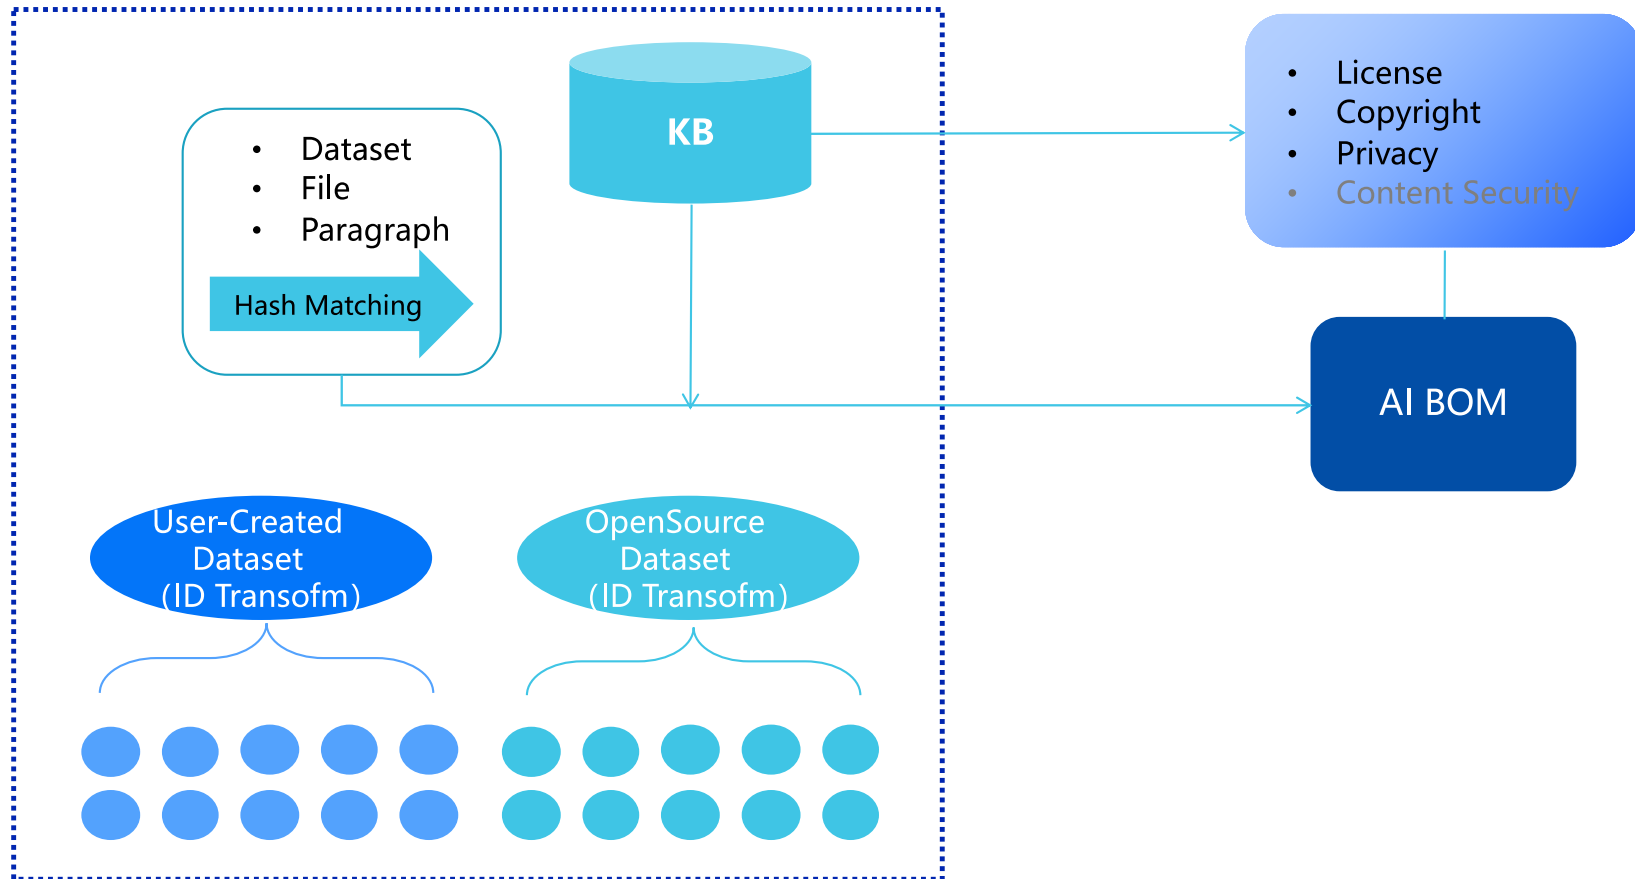 • Dataset
• File
• Paragraph
Hash Matching
KB
• License
• Copyright
• Privacy
• Content Security
AI BOM
User-Created
Dataset
（ID Transofm）
OpenSource
Dataset
（ID Transofm）